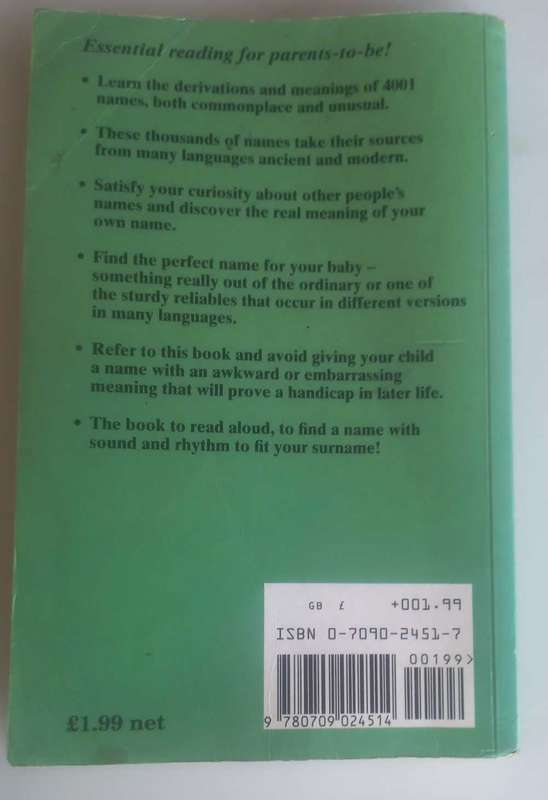 Essential reading for parents-to-be!
• Learn the derivations and meanings of 4001
names, both commonplace and unusual.
• These thousands of names take their sources
from many languages ancient and modern.
• Satisfy your curiosity about other people's
names and discover the real meaning of your
own name.
• Find the perfect name for your baby –
something really out of the ordinary or one of
the sturdy reliables that occur in different versions
in many languages.
• Refer to this book and avoid giving your child
a name with an awkward or embarrassing
meaning that will prove a handicap in later life.
• The book to read aloud, to find a name with
sound and rhythm to fit your surname!
GB £ +001.99
ISBN 0-7090-2451-7
00199>
9 780709 024514
£1.99 net